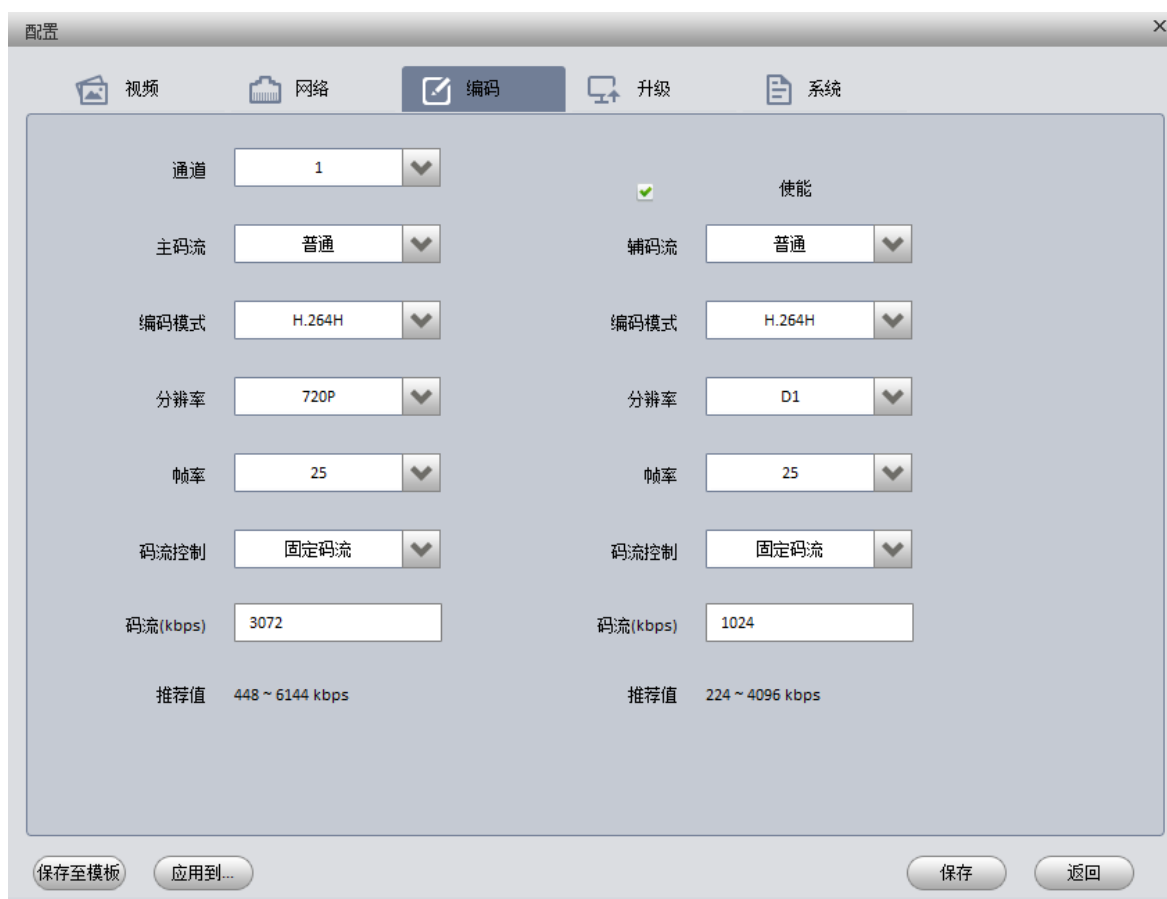 配置
视频 网络 编码 升级 系统
通道 1
使能
主码流 普通 辅码流 普通
编码模式 H.264H 编码模式 H.264H
分辨率 720P 分辨率 D1
帧率 25 帧率 25
码流控制 固定码流 码流控制 固定码流
码流(kbps) 3072 码流(kbps) 1024
推荐值 448 ~ 6144 kbps 推荐值 224 ~ 4096 kbps
保存至模板 应用到... 保存 返回